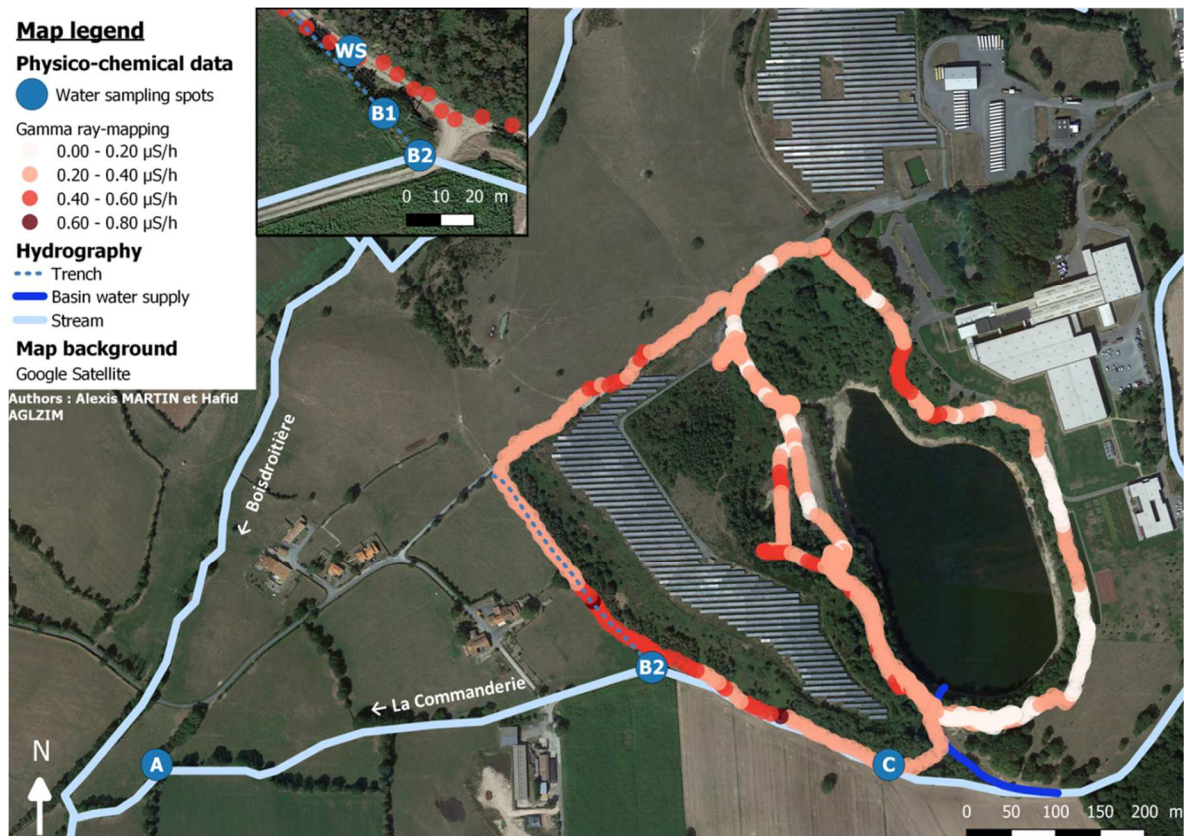 Map legend
Physico-chemical data
Water sampling spots
Gamma ray-mapping
0.00 - 0.20 µS/h
0.20 - 0.40 µS/h
0.40 - 0.60 µS/h
0.60 - 0.80 µS/h
Hydrography
Trench
Basin water supply
Stream
Map background
Google Satellite
Authors : Alexis MARTIN et Hafid
AGLZIM
WS
B1
B2
0 10 20 m
← Boisdroitière
B2
← La Commanderie
A
C
N
0 50 100 150 200 m